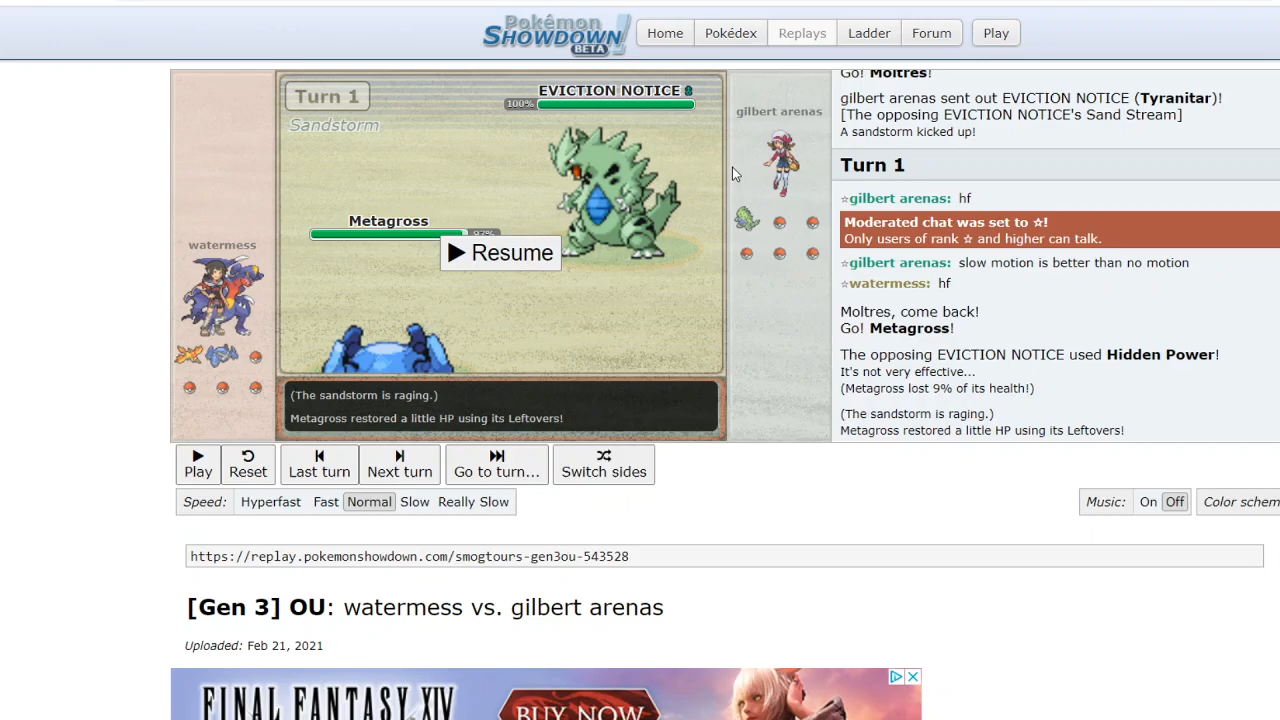 Pokémon
SHOWDOWN!
BETA
Home
Pokédex
Replays
Ladder
Forum
Play
Turn 1
Sandstorm
EVICTION NOTICE
100%
Metagross
97%
Resume
(The sandstorm is raging.)
Metagross restored a little HP using its Leftovers!
watermess
gilbert arenas
Go! Moltres!
gilbert arenas sent out EVICTION NOTICE (Tyranitar)!
[The opposing EVICTION NOTICE's Sand Stream]
A sandstorm kicked up!
Turn 1
☆gilbert arenas: hf
Moderated chat was set to ☆!
Only users of rank ☆ and higher can talk.
☆gilbert arenas: slow motion is better than no motion
☆watermess: hf
Moltres, come back!
Go! Metagross!
The opposing EVICTION NOTICE used Hidden Power!
It's not very effective...
(Metagross lost 9% of its health!)
(The sandstorm is raging.)
Metagross restored a little HP using its Leftovers!
Play
Reset
Last turn
Next turn
Go to turn...
Switch sides
Speed: Hyperfast Fast Normal Slow Really Slow
Music: On Off
Color schem
https://replay.pokemonshowdown.com/smogtours-gen3ou-543528
[Gen 3] OU: watermess vs. gilbert arenas
Uploaded: Feb 21, 2021
FINAL FANTASY XIV
BUY NOW